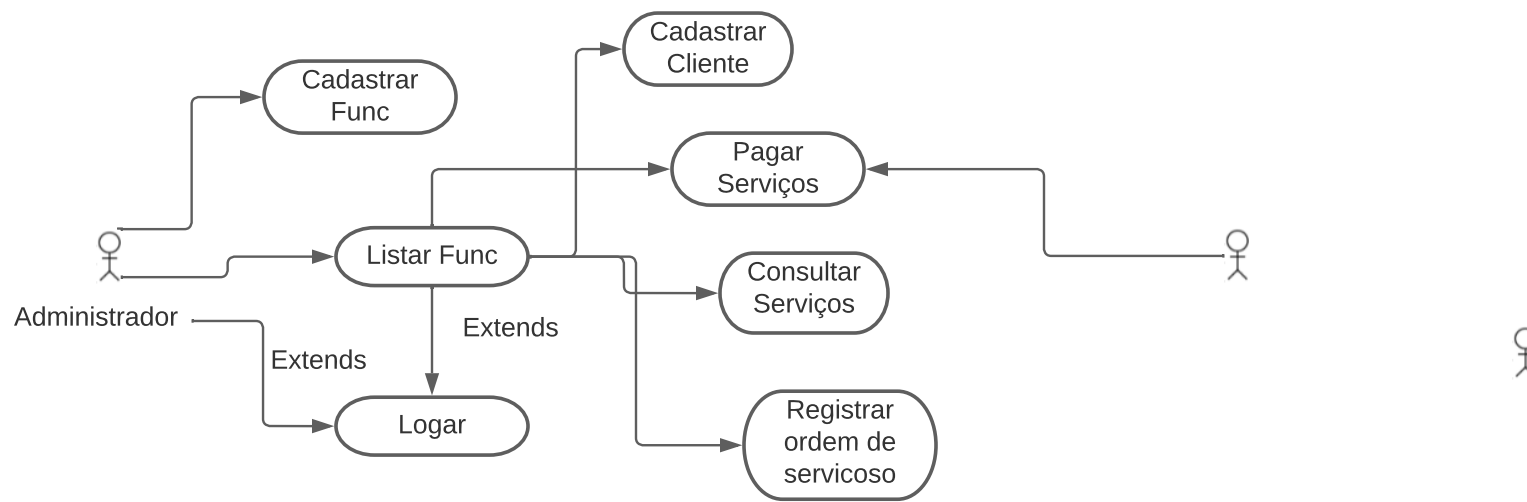 Cadastrar
Cliente
Cadastrar
Func
Pagar
Serviços
Listar Func
Consultar
Serviços
Administrador
Extends
Extends
Logar
Registrar
ordem de
servicoso